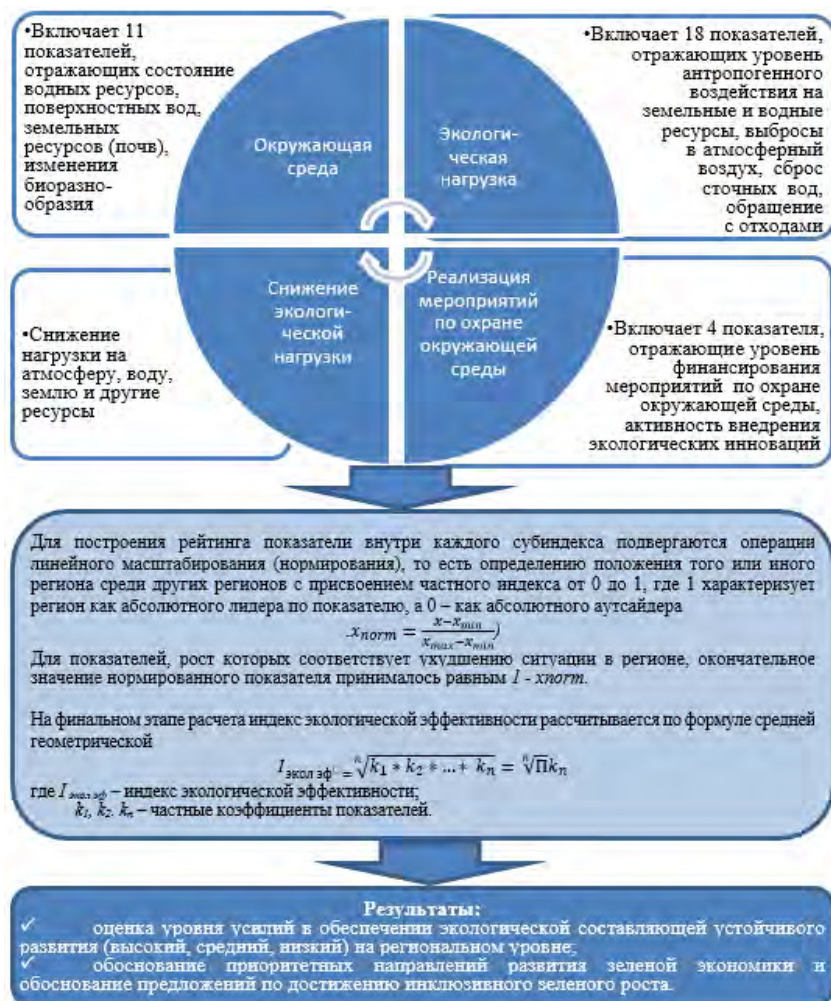 •Включает 11
показателей,
отражающих состояние
водных ресурсов,
поверхностных вод,
земельных
ресурсов (почв),
изменения
биоразно-
образия
Окружающая
среда
Экологи-
ческая
нагрузка
•Включает 18 показателей,
отражающих уровень
антропогенного
воздействия на
земельные и водные
ресурсы, выбросы
в атмосферный
воздух, сброс
сточных вод,
обращение
с отходами
•Снижение
нагрузки на
атмосферу, воду,
землю и другие
ресурсы
Снижение
экологи-
ческой
нагрузки
Реализация
мероприятий
по охране
окружающей
среды
•Включает 4 показателя,
отражающие уровень
финансирования
мероприятий по охране
окружающей среды,
активность внедрения
экологических инноваций
Для построения рейтинга показатели внутри каждого субиндекса подвергаются операции
линейного масштабирования (нормирования), то есть определению положения того или иного
региона среди других регионов с присвоением частного индекса от 0 до 1, где 1 характеризует
регион как абсолютного лидера по показателю, а 0 – как абсолютного аутсайдера
.x_norm = (x−x_min)/(x_max−x_min))
Для показателей, рост которых соответствует ухудшению ситуации в регионе, окончательное
значение нормированного показателя принималось равным 1 - xnorm.
На финальном этапе расчета индекс экологической эффективности рассчитывается по формуле средней
геометрической
I экол эф = ⁿ√(k₁ * k₂ * …* kₙ) = ⁿ√Пkₙ
где I экол эф – индекс экологической эффективности;
k₁, k₂. kₙ – частные коэффициенты показателей.
Результаты:
✓ оценка уровня усилий в обеспечении экологической составляющей устойчивого
развития (высокий, средний, низкий) на региональном уровне;
✓ обоснование приоритетных направлений развития зеленой экономики и
обоснование предложений по достижению инклюзивного зеленого роста.